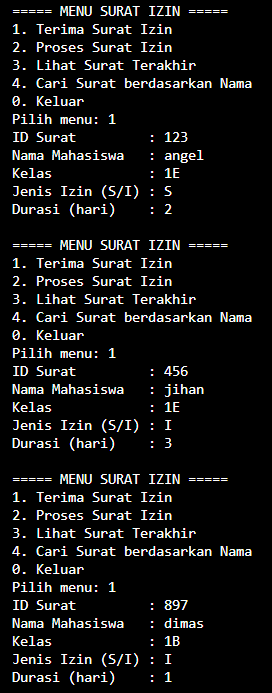 ===== MENU SURAT IZIN =====
1. Terima Surat Izin
2. Proses Surat Izin
3. Lihat Surat Terakhir
4. Cari Surat berdasarkan Nama
0. Keluar
Pilih menu: 1
ID Surat         : 123
Nama Mahasiswa   : angel
Kelas            : 1E
Jenis Izin (S/I) : S
Durasi (hari)    : 2

===== MENU SURAT IZIN =====
1. Terima Surat Izin
2. Proses Surat Izin
3. Lihat Surat Terakhir
4. Cari Surat berdasarkan Nama
0. Keluar
Pilih menu: 1
ID Surat         : 456
Nama Mahasiswa   : jihan
Kelas            : 1E
Jenis Izin (S/I) : I
Durasi (hari)    : 3

===== MENU SURAT IZIN =====
1. Terima Surat Izin
2. Proses Surat Izin
3. Lihat Surat Terakhir
4. Cari Surat berdasarkan Nama
0. Keluar
Pilih menu: 1
ID Surat         : 897
Nama Mahasiswa   : dimas
Kelas            : 1B
Jenis Izin (S/I) : I
Durasi (hari)    : 1